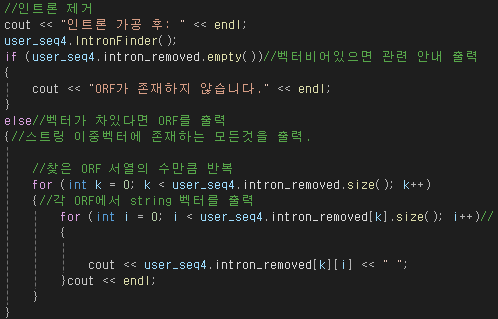 //인트론 제거
cout << "인트론 가공 후: " << endl;
user_seq4.IntronFinder();
if (user_seq4.intron_removed.empty())//벡터비어있으면 관련 안내 출력
{
cout << "ORF가 존재하지 않습니다." << endl;
}
else//벡터가 차있다면 ORF를 출력
{//스트링 이중벡터에 존재하는 모든것을 출력.
//찾은 ORF 서열의 수만큼 반복
for (int k = 0; k < user_seq4.intron_removed.size(); k++)
{//각 ORF에서 string 벡터를 출력
for (int i = 0; i < user_seq4.intron_removed[k].size(); i++)//
{
cout << user_seq4.intron_removed[k][i] << " ";
}cout << endl;
}
}